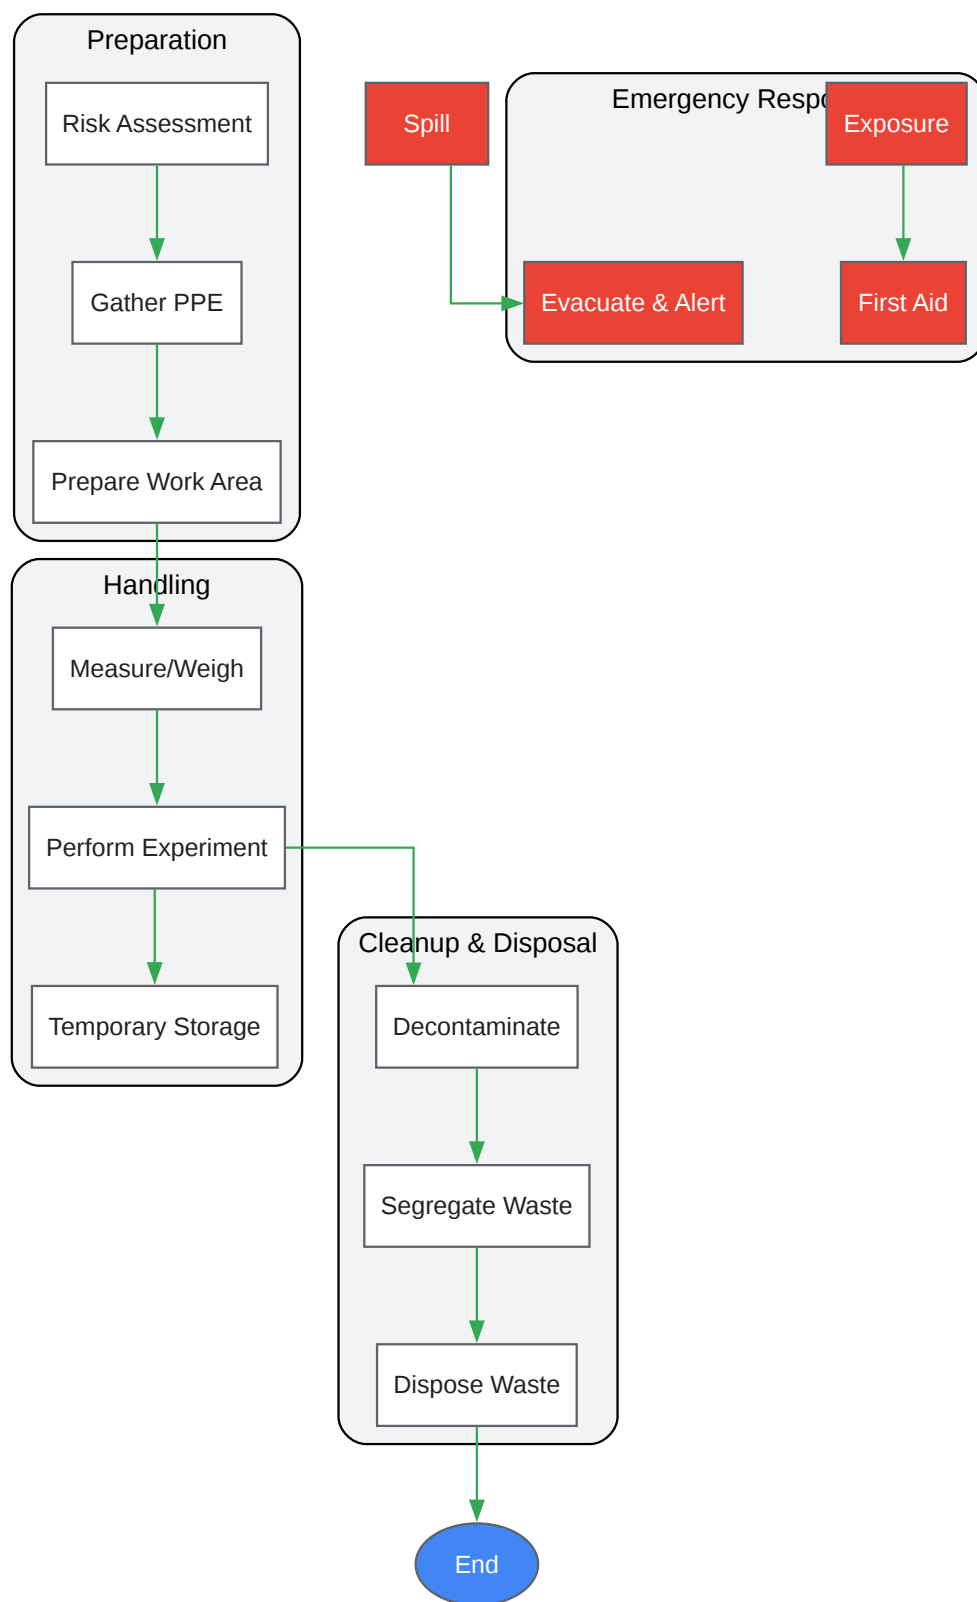 Preparation
Risk Assessment
Gather PPE
Prepare Work Area
Handling
Measure/Weigh
Perform Experiment
Temporary Storage
Spill
Emergency
Exposure
Evacuate & Alert
First Aid
Cleanup & Disposal
Decontaminate
Segregate Waste
Dispose Waste
End